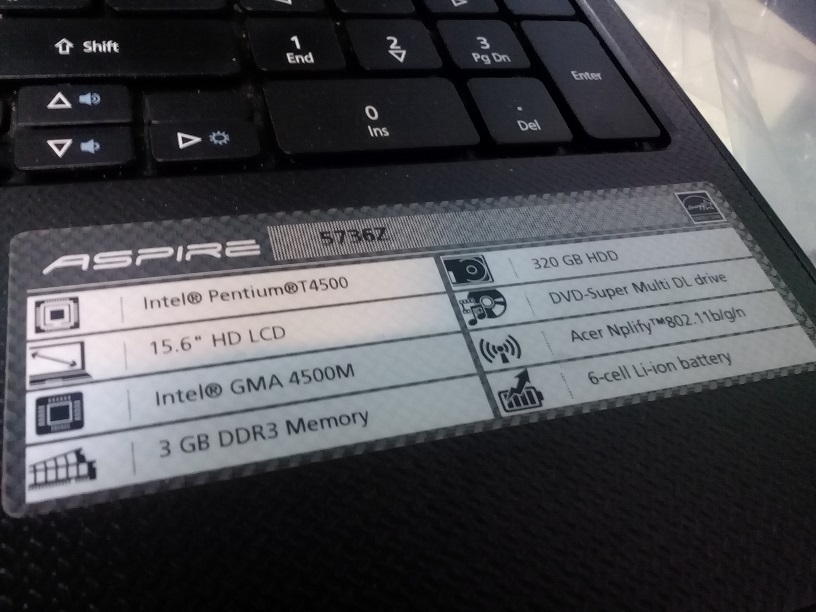 Shift
1
End
2
3
Pg Dn
Enter
0
Ins
.
Del
ASPIRE 5736Z
Intel® Pentium®T4500
15.6" HD LCD
Intel® GMA 4500M
3 GB DDR3 Memory
320 GB HDD
DVD-Super Multi DL drive
Acer Nplify™802.11b/g/n
6-cell Li-ion battery